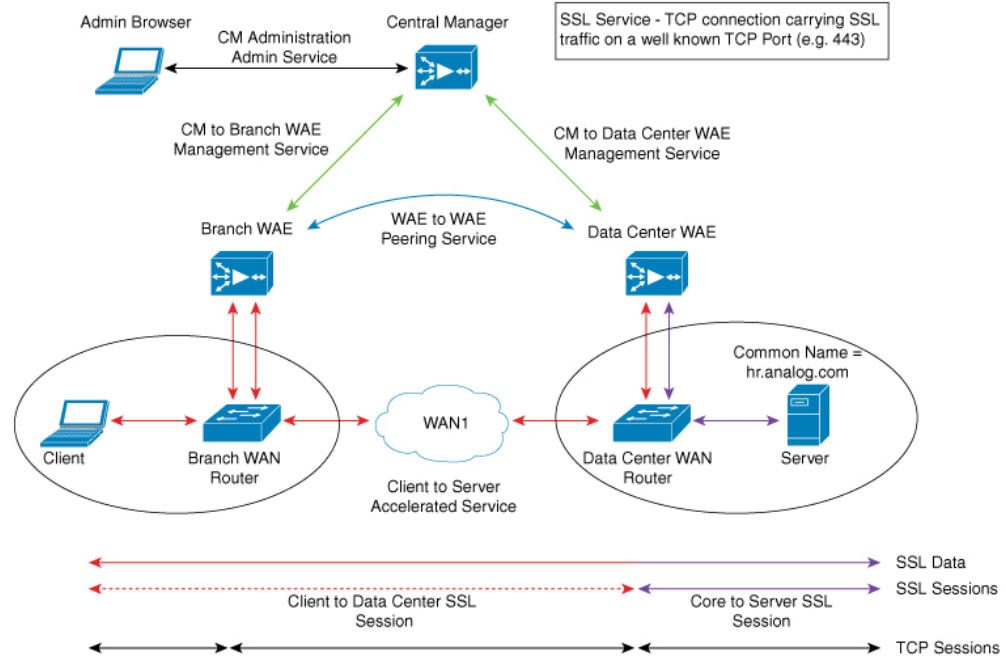 Admin Browser
Central Manager
SSL Service - TCP connection carrying SSL
traffic on a well known TCP Port (e.g. 443)
CM Administration
Admin Service
CM to Branch WAE
Management Service
CM to Data Center WAE
Management Service
Branch WAE
WAE to WAE
Peering Service
Data Center WAE
Common Name =
hr.analog.com
WAN1
Client
Branch WAN
Router
Data Center WAN
Router
Server
Client to Server
Accelerated Service
SSL Data
SSL Sessions
Client to Data Center SSL
Session
Core to Server SSL
Session
TCP Sessions